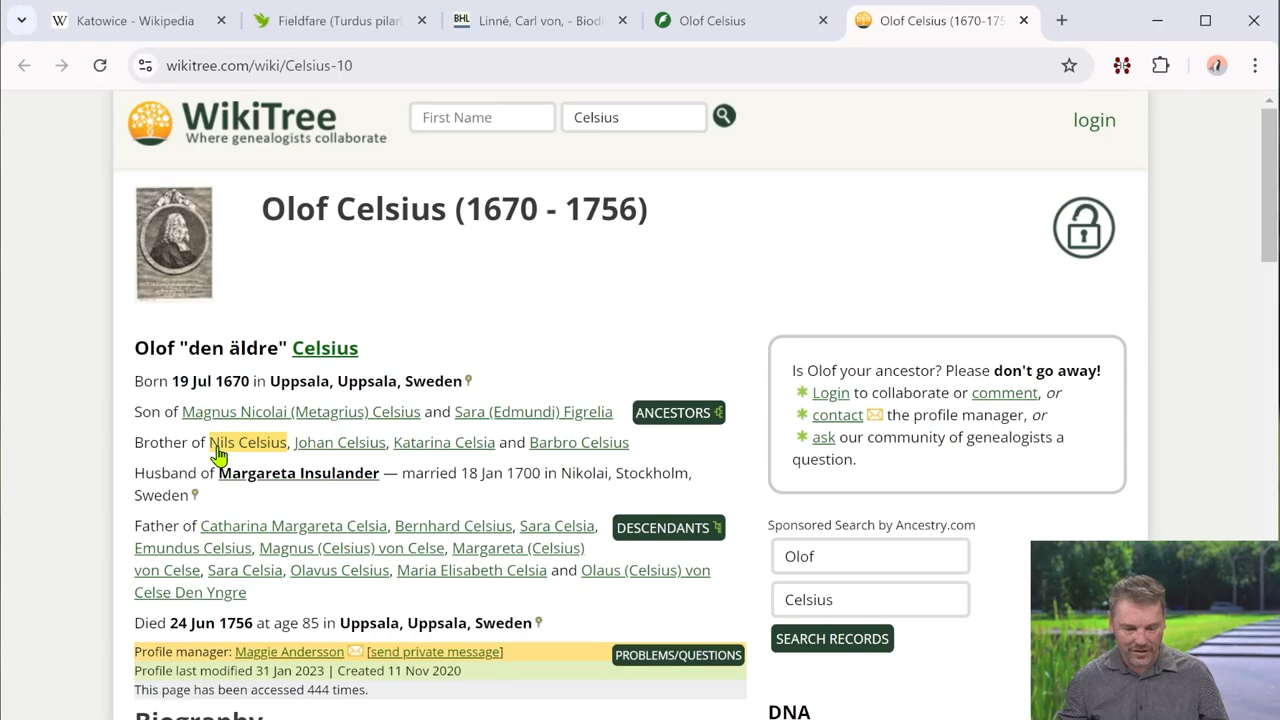 Katowice - Wikipedia
Fieldfare (Turdus pilari
BHL
Linné, Carl von, - Biodi
Olof Celsius
Olof Celsius (1670-175
wikitree.com/wiki/Celsius-10
WikiTree
Where genealogists collaborate
First Name
Celsius
login
Olof Celsius (1670 - 1756)
Olof "den äldre" Celsius
Born 19 Jul 1670 in Uppsala, Uppsala, Sweden
Son of Magnus Nicolai (Metagrius) Celsius and Sara (Edmundi) Figrelia
ANCESTORS
Brother of Nils Celsius, Johan Celsius, Katarina Celsia and Barbro Celsius
Husband of Margareta Insulander — married 18 Jan 1700 in Nikolai, Stockholm,
Sweden
Father of Catharina Margareta Celsia, Bernhard Celsius, Sara Celsia,
DESCENDANTS
Emundus Celsius, Magnus (Celsius) von Celse, Margareta (Celsius)
von Celse, Sara Celsia, Olavus Celsius, Maria Elisabeth Celsia and Olaus (Celsius) von
Celse Den Yngre
Died 24 Jun 1756 at age 85 in Uppsala, Uppsala, Sweden
Profile manager: Maggie Andersson [send private message]
PROBLEMS/QUESTIONS
Profile last modified 31 Jan 2023 | Created 11 Nov 2020
This page has been accessed 444 times.
Biography
Is Olof your ancestor? Please don't go away!
Login to collaborate or comment, or
contact the profile manager, or
ask our community of genealogists a
question.
Sponsored Search by Ancestry.com
Olof
Celsius
SEARCH RECORDS
DNA